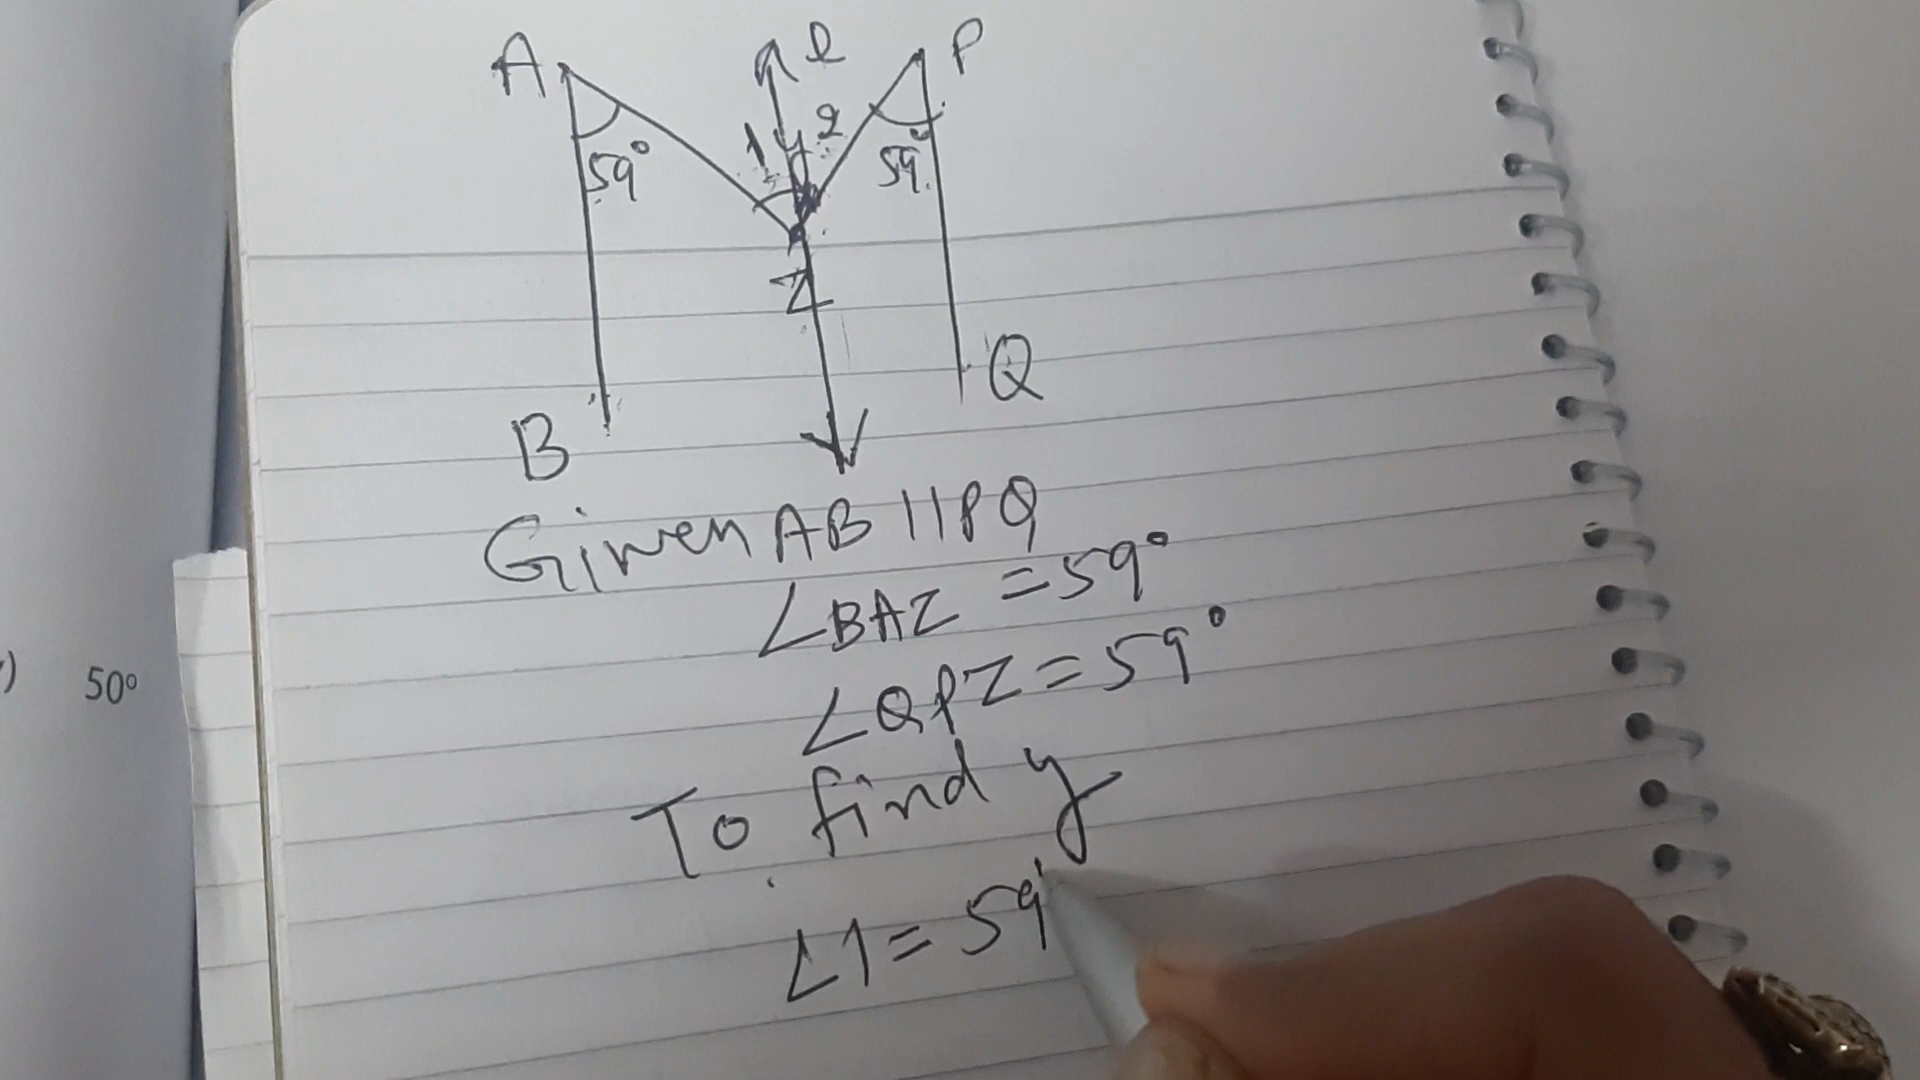 A l P
1 y 2
59° 59°
Z
B Q
Given AB || PQ
∠BAZ = 59°
∠QPZ = 59°
To find y
∠1 = 59°
50°